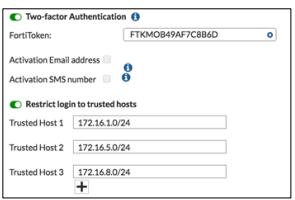 Two-factor Authentication
FortiToken: FTKMOB49AF7C8B6D
Activation Email address
Activation SMS number
Restrict login to trusted hosts
Trusted Host 1 172.16.1.0/24
Trusted Host 2 172.16.5.0/24
Trusted Host 3 172.16.8.0/24